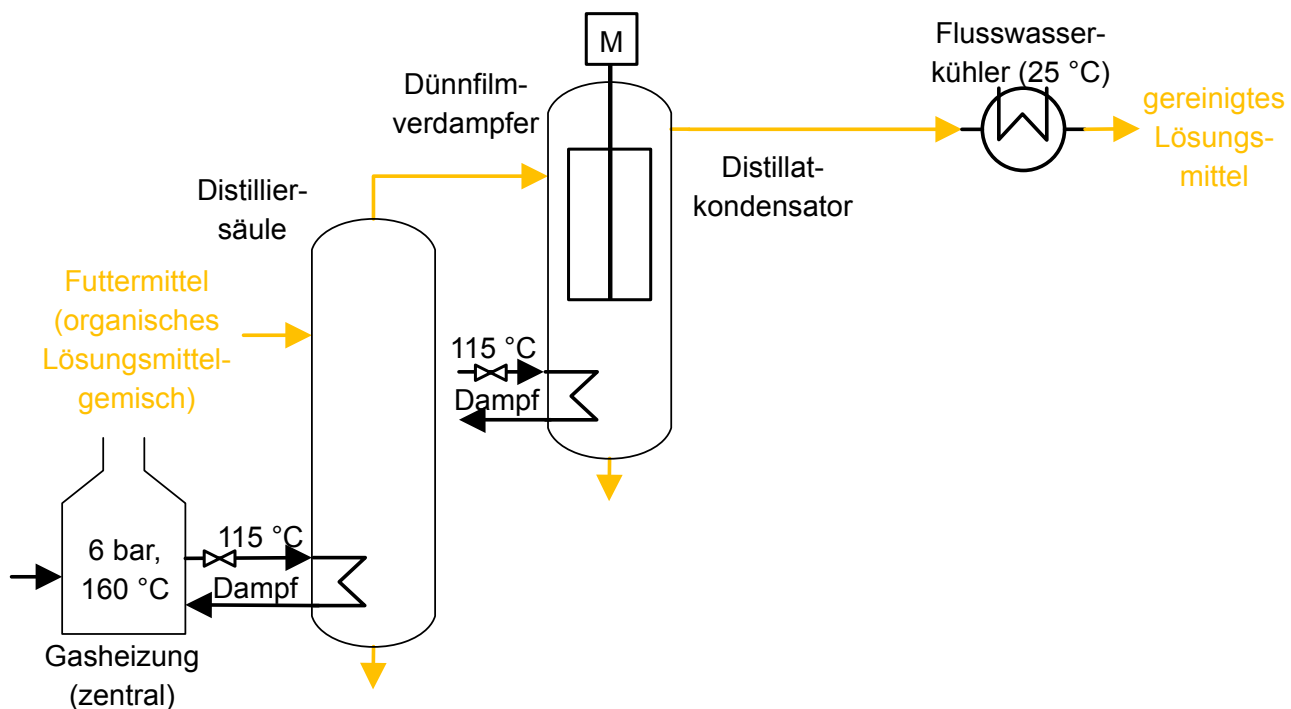 M
Flusswasser-
kühler (25 °C)
Dünnfilm-
verdampfer
gereinigtes
Lösungs-
mittel
Distillier-
säule
Distillat-
kondensator
Futtermittel
(organisches
Lösungsmittel-
gemisch)
115 °C
Dampf
6 bar,
160 °C
115 °C
Dampf
Gasheizung
(zentral)